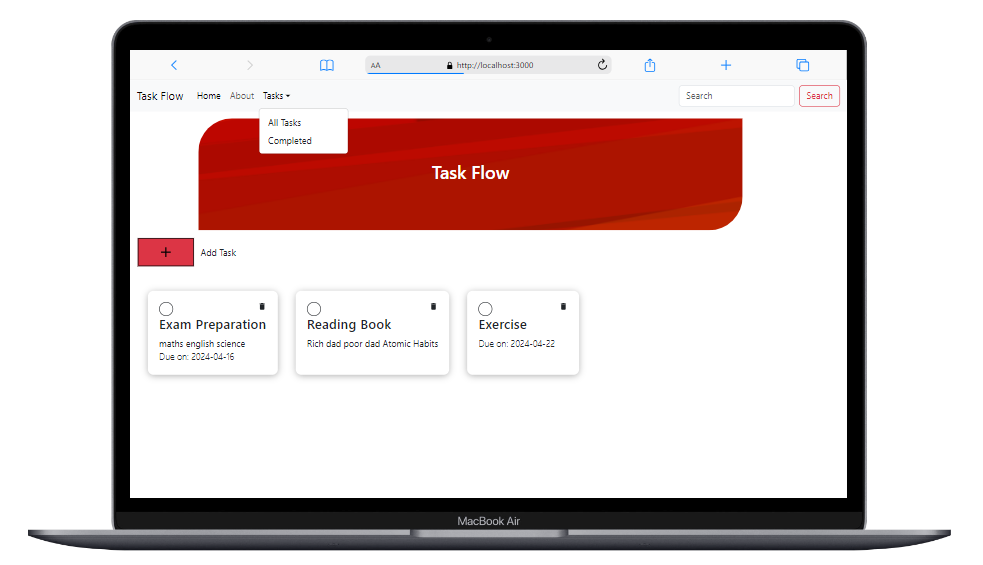 AA http://localhost:3000
Task Flow Home About Tasks Search Search
All Tasks
Completed
Task Flow
+ Add Task
Exam Preparation
maths english science
Due on: 2024-04-16
Reading Book
Rich dad poor dad Atomic Habits
Exercise
Due on: 2024-04-22
MacBook Air